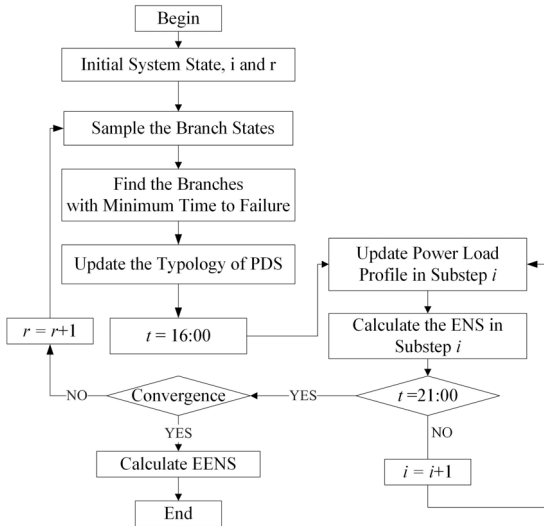 Begin
Initial System State, i and r
Sample the Branch States
Find the Branches
with Minimum Time to Failure
Update the Typology of PDS
t = 16:00
r = r+1
Update Power Load
Profile in Substep i
Calculate the ENS in
Substep i
t =21:00
YES
NO
i = i+1
Convergence
NO
YES
Calculate EENS
End